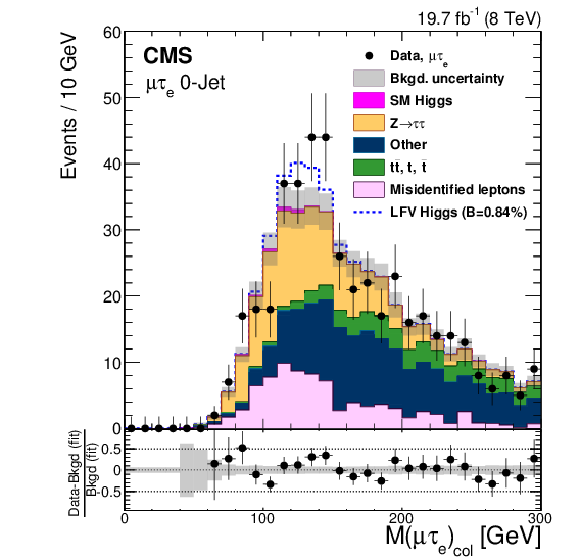 19.7 fb⁻¹ (8 TeV)
CMS
μτₑ 0-Jet
Events / 10 GeV
60
50
40
30
20
10
0
Data, μτₑ
Bkgd. uncertainty
SM Higgs
Z→ττ
Other
tt̄, t, t̄
Misidentified leptons
LFV Higgs (B=0.84%)
Data-Bkgd (fit)
Bkgd (fit)
0.5
0
-0.5
0 100 200 300
M(μτₑ)col [GeV]